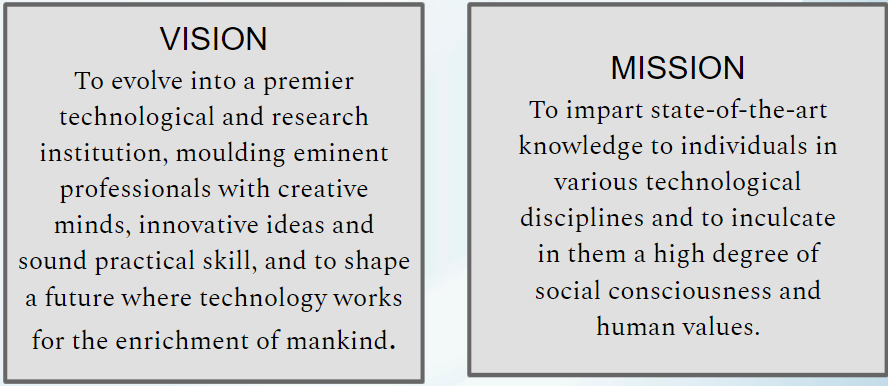 VISION
To evolve into a premier
technological and research
institution, moulding eminent
professionals with creative
minds, innovative ideas and
sound practical skill, and to shape
a future where technology works
for the enrichment of mankind.
MISSION
To impart state-of-the-art
knowledge to individuals in
various technological
disciplines and to inculcate
in them a high degree of
social consciousness and
human values.